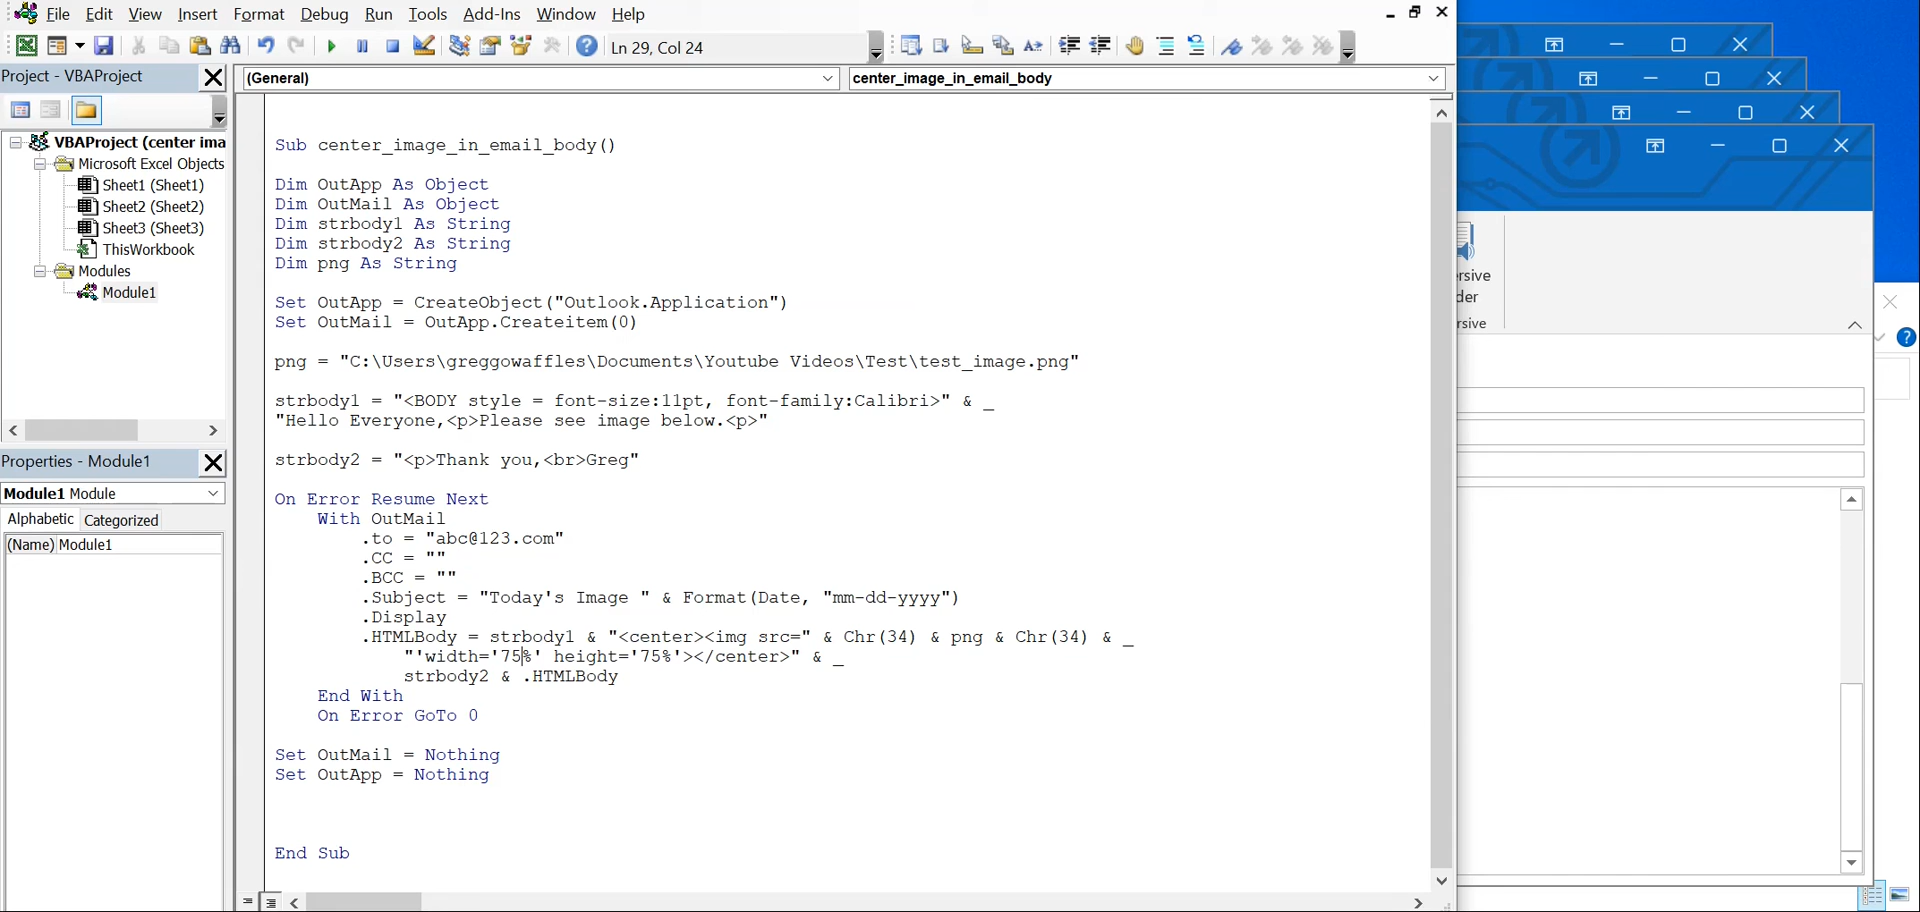 File Edit View Insert Format Debug Run Tools Add-Ins Window Help
Ln 29, Col 24
Project - VBAProject
(General)
center_image_in_email_body
VBAProject (center ima
Microsoft Excel Objects
Sheet1 (Sheet1)
Sheet2 (Sheet2)
Sheet3 (Sheet3)
ThisWorkbook
Modules
Module1
Properties - Module1
Module1 Module
Alphabetic Categorized
(Name) Module1
Sub center_image_in_email_body()
Dim OutApp As Object
Dim OutMail As Object
Dim strbody1 As String
Dim strbody2 As String
Dim png As String
Set OutApp = CreateObject("Outlook.Application")
Set OutMail = OutApp.Createitem(0)
png = "C:\Users\greggowaffles\Documents\Youtube Videos\Test\test_image.png"
strbody1 = "<BODY style = font-size:11pt, font-family:Calibri>" & _
"Hello Everyone,<p>Please see image below.<p>"
strbody2 = "<p>Thank you,<br>Greg"
On Error Resume Next
With OutMail
.to = "abc@123.com"
.CC = ""
.BCC = ""
.Subject = "Today's Image " & Format(Date, "mm-dd-yyyy")
.Display
.HTMLBody = strbody1 & "<center><img src=" & Chr(34) & png & Chr(34) & _
"'width='75%' height='75%'></center>" & _
strbody2 & .HTMLBody
End With
On Error GoTo 0
Set OutMail = Nothing
Set OutApp = Nothing
End Sub
rsive
der
rsive